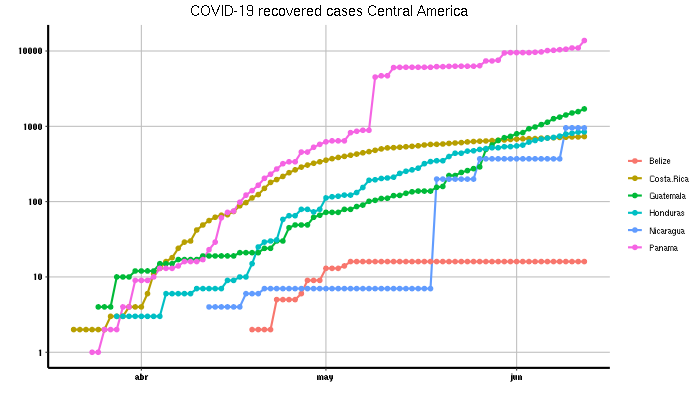 COVID-19 recovered cases Central America
10000
1000
100
10
1
abr
may
jun
Belize
Costa.Rica
Guatemala
Honduras
Nicaragua
Panama